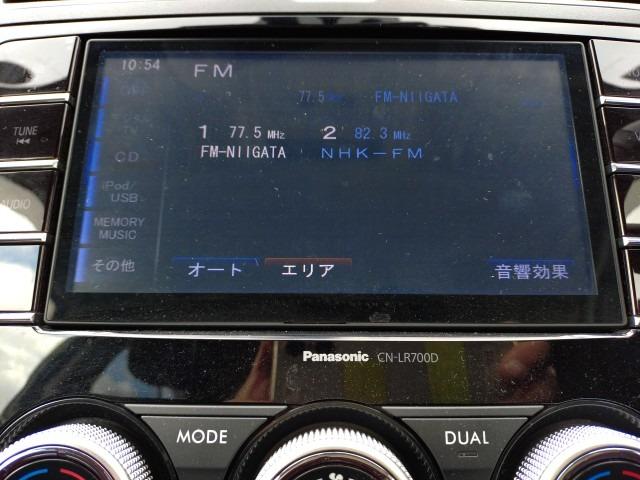 10:54
FM
77.5 MHz FM-NIIGATA
1 77.5 MHz 2 82.3 MHz
FM-NIIGATA NHK-FM
TUNE
CD
AUDIO
iPod/
USB
MEMORY
MUSIC
その他
オート エリア 音響効果
Panasonic CN-LR700D
MODE
DUAL